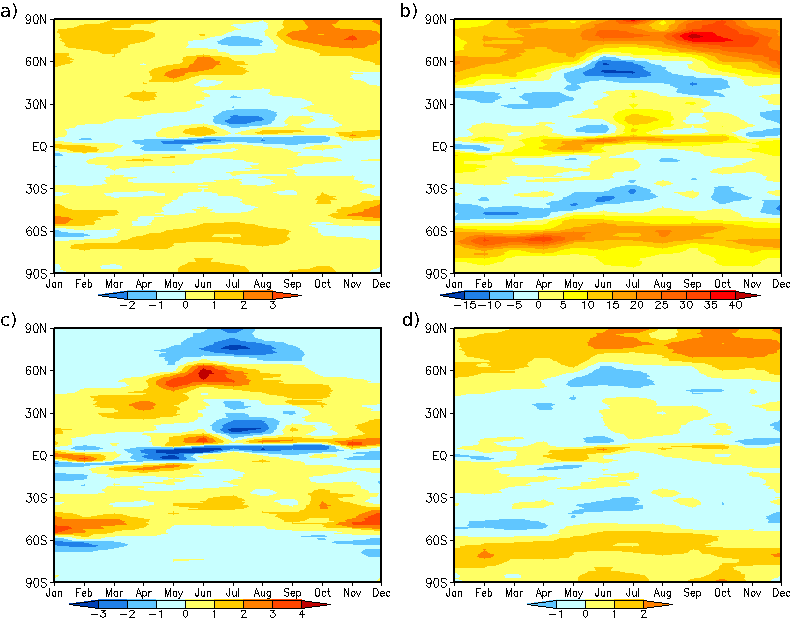 a)
90N
60N
30N
EQ
30S
60S
90S
Jan Feb Mar Apr May Jun Jul Aug Sep Oct Nov Dec
-2 -1 0 1 2 3
b)
90N
60N
30N
EQ
30S
60S
90S
Jan Feb Mar Apr May Jun Jul Aug Sep Oct Nov Dec
-15 -10 -5 0 5 10 15 20 25 30 35 40
c)
90N
60N
30N
EQ
30S
60S
90S
Jan Feb Mar Apr May Jun Jul Aug Sep Oct Nov Dec
-3 -2 -1 0 1 2 3 4
d)
90N
60N
30N
EQ
30S
60S
90S
Jan Feb Mar Apr May Jun Jul Aug Sep Oct Nov Dec
-1 0 1 2